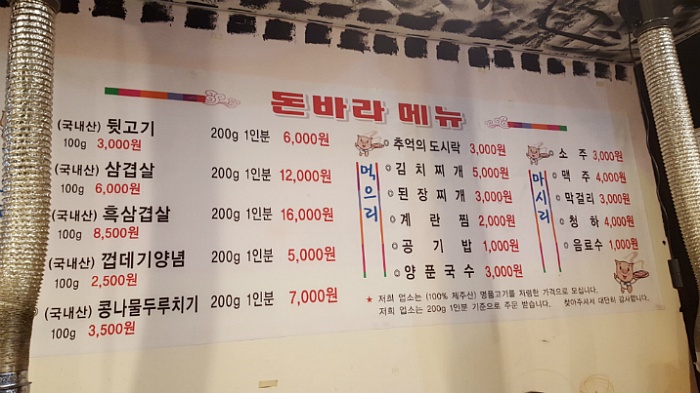 돈바라 메뉴
(국내산) 뒷고기 200g 1인분 6,000원
100g 3,000원
(국내산) 삼겹살 200g 1인분 12,000원
100g 6,000원
(국내산) 흑삼겹살 200g 1인분 16,000원
100g 8,500원
(국내산) 껍데기양념 200g 1인분 5,000원
100g 2,500원
(국내산) 콩나물두루치기 200g 1인분 7,000원
100g 3,500원
먹으리
추억의 도시락 3,000원
김치찌개 5,000원
된장찌개 3,000원
계란찜 2,000원
공기밥 1,000원
양푼국수 3,000원
마시리
소주 3,000원
맥주 4,000원
막걸리 3,000원
청하 4,000원
음료수 1,000원
★ 저희 업소는 (100% 제주산) 명품고기를 저렴한 가격으로 모십니다.
저희 업소는 200g 1인분 기준으로 주문 받습니다. 찾아주셔서 대단히 감사합니다.